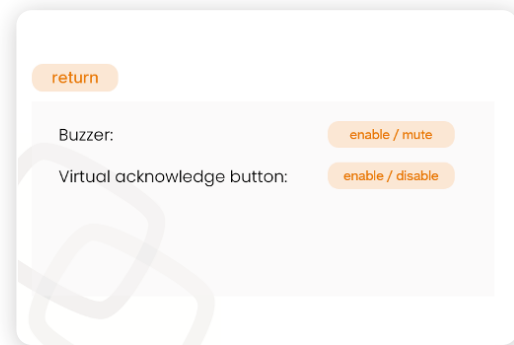 return
Buzzer: enable / mute
Virtual acknowledge button: enable / disable